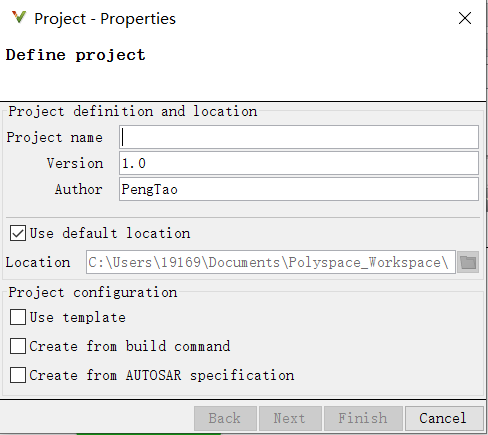 Project - Properties
Define project
Project definition and location
Project name
Version 1.0
Author PengTao
Use default location
Location C:\Users\19169\Documents\Polyspace_Workspace\
Project configuration
Use template
Create from build command
Create from AUTOSAR specification
Back Next Finish Cancel